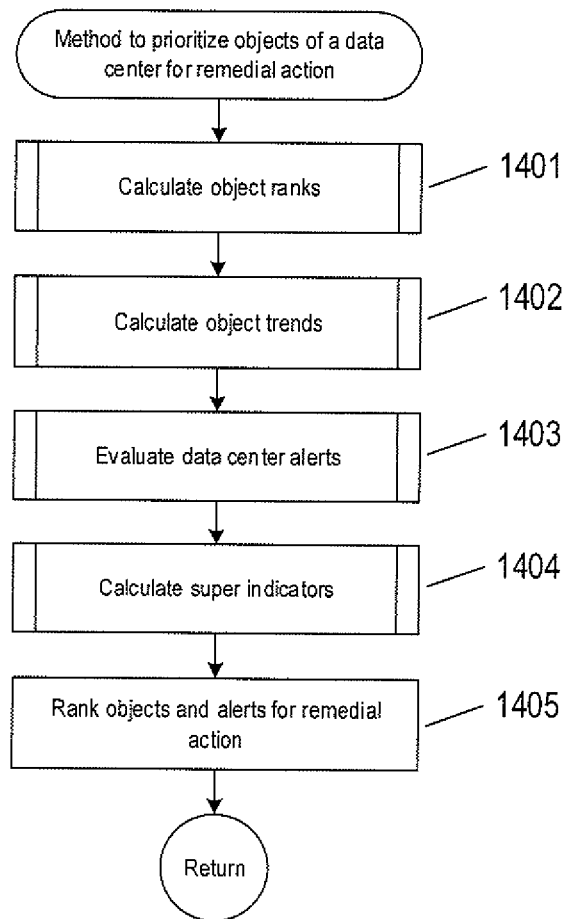 Method to prioritize objects of a data
center for remedial action
Calculate object ranks
1401
Calculate object trends
1402
Evaluate data center alerts
1403
Calculate super indicators
1404
Rank objects and alerts for remedial
action
1405
Return